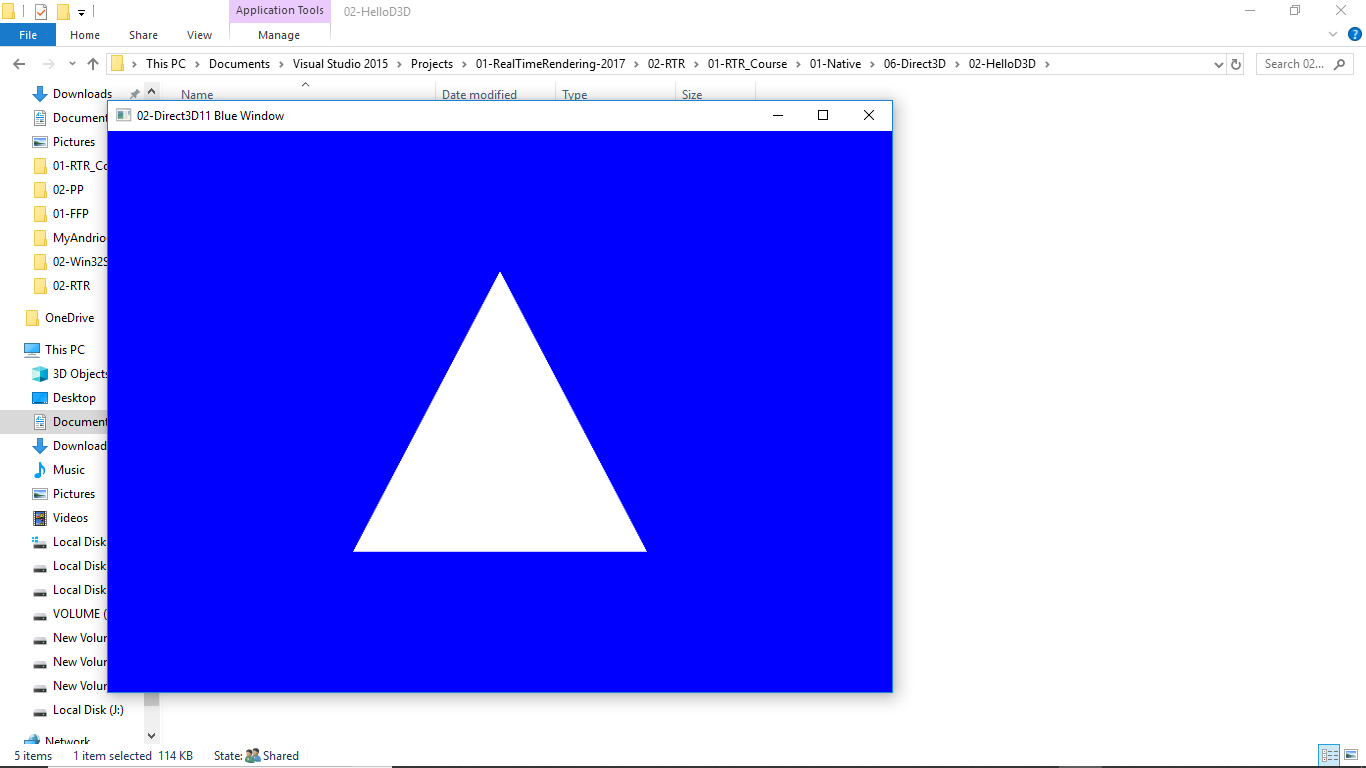 Application Tools
02-HelloD3D
File Home Share View Manage
This PC Documents Visual Studio 2015 Projects 01-RealTimeRendering-2017 02-RTR 01-RTR_Course 01-Native 06-Direct3D 02-HelloD3D
Search 02...
Name Date modified Type Size
02-Direct3D11 Blue Window
Downloads
Document
Pictures
01-RTR_Co
02-PP
01-FFP
MyAndrio
02-Win32S
02-RTR
OneDrive
This PC
3D Objects
Desktop
Document
Download
Music
Pictures
Videos
Local Disk
Local Disk
Local Disk
VOLUME (
New Volur
New Volur
New Volur
Local Disk (J:)
Network
5 items 1 item selected 114 KB State: Shared